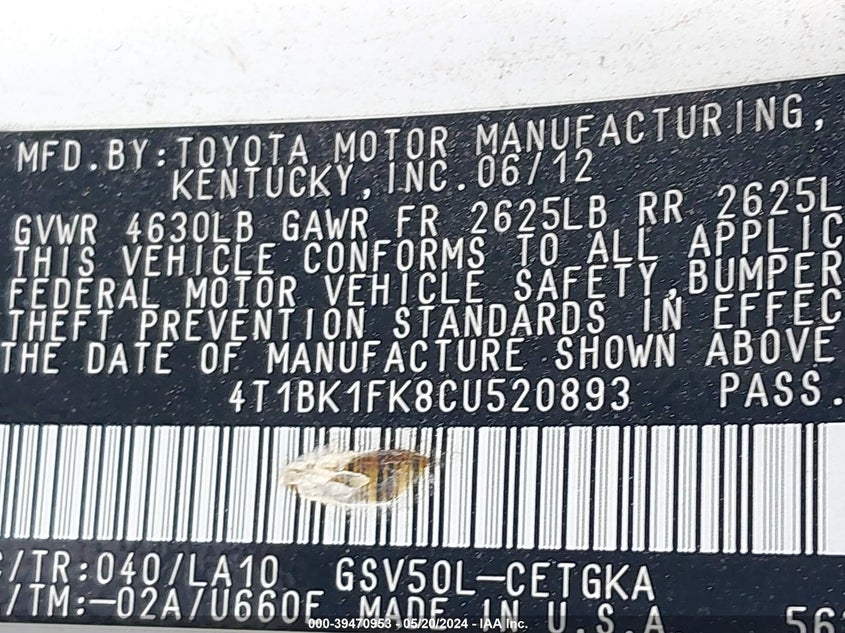 MFD.BY:TOYOTA MOTOR MANUFACTURING,
KENTUCKY,INC.06/12
GVWR 4630LB GAWR FR 2625LB RR 2625L
THIS VEHICLE CONFORMS TO ALL APPLIC
FEDERAL MOTOR VEHICLE SAFETY,BUMPER
THEFT PREVENTION STANDARDS IN EFFEC
THE DATE OF MANUFACTURE SHOWN ABOVE
4T1BK1FK8CU520893 PASS.
/TR:040/LA10 GSV50L-CETGKA
/TM:-02A/U660E MADE IN U.S.A 561
000-39470953 - 05/20/2024 - IAA Inc.